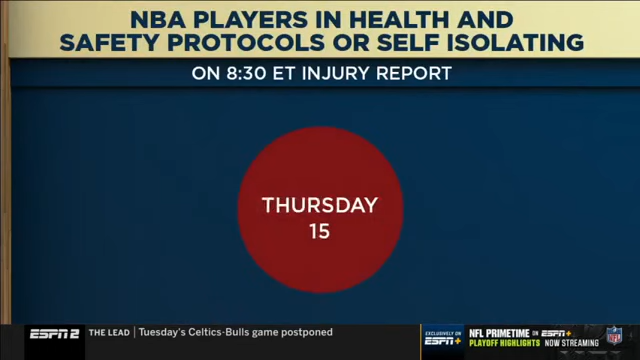 NBA PLAYERS IN HEALTH AND
SAFETY PROTOCOLS OR SELF ISOLATING
ON 8:30 ET INJURY REPORT
THURSDAY
15
ESPN2 THE LEAD Tuesday's Celtics-Bulls game postponed
EXCLUSIVELY ON
ESPN+
NFL PRIMETIME ON ESPN+
PLAYOFF HIGHLIGHTS NOW STREAMING
NFL